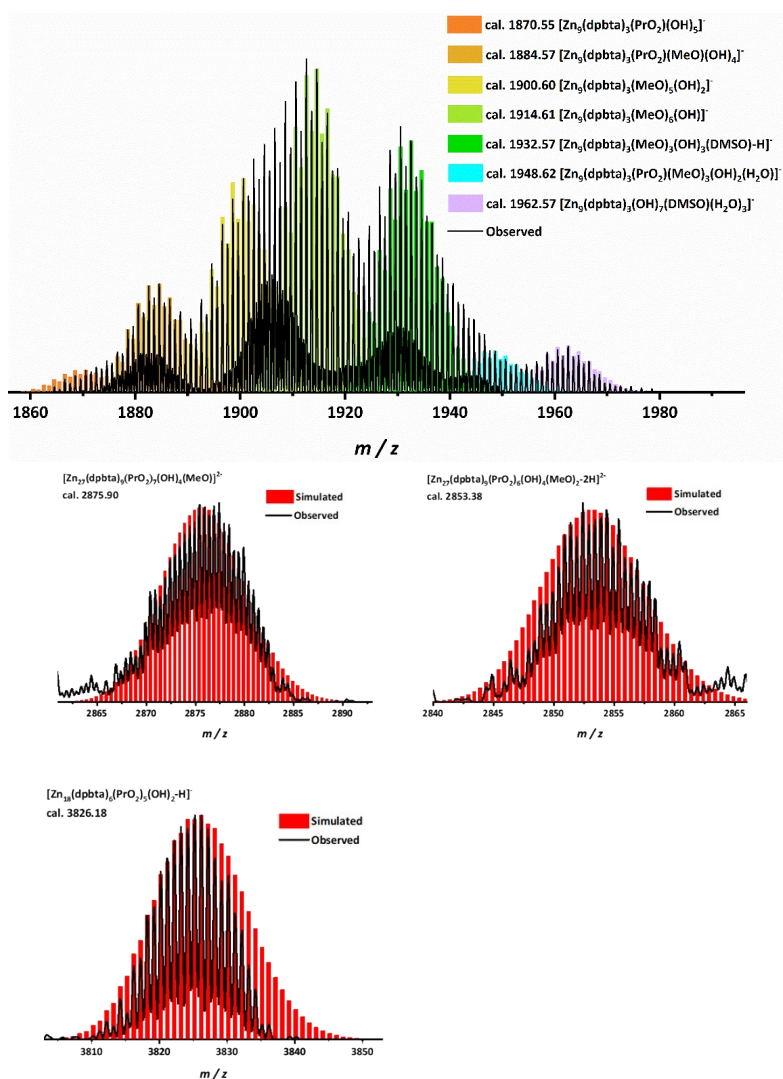 cal. 1870.55 [Zn₉(dpbta)₃(PrO₂)(OH)₅]⁻
cal. 1884.57 [Zn₉(dpbta)₃(PrO₂)(MeO)(OH)₄]⁻
cal. 1900.60 [Zn₉(dpbta)₃(MeO)₅(OH)₂]⁻
cal. 1914.61 [Zn₉(dpbta)₃(MeO)₆(OH)]⁻
cal. 1932.57 [Zn₉(dpbta)₃(MeO)₃(OH)₃(DMSO)-H]⁻
cal. 1948.62 [Zn₉(dpbta)₃(PrO₂)(MeO)₃(OH)₂(H₂O)]⁻
cal. 1962.57 [Zn₉(dpbta)₃(OH)₇(DMSO)(H₂O)₃]⁻
Observed
1860 1880 1900 1920 1940 1960 1980
m / z
[Zn₂₇(dpbta)₉(PrO₂)₇(OH)₄(MeO)]²⁻
cal. 2875.90
Simulated
Observed
2865 2870 2875 2880 2885 2890
m / z
[Zn₂₇(dpbta)₉(PrO₂)₆(OH)₄(MeO)₂-2H]²⁻
cal. 2853.38
Simulated
Observed
2840 2845 2850 2855 2860 2865
m / z
[Zn₁₈(dpbta)₆(PrO₂)₅(OH)₂-H]⁻
cal. 3826.18
Simulated
Observed
3810 3820 3830 3840 3850
m / z